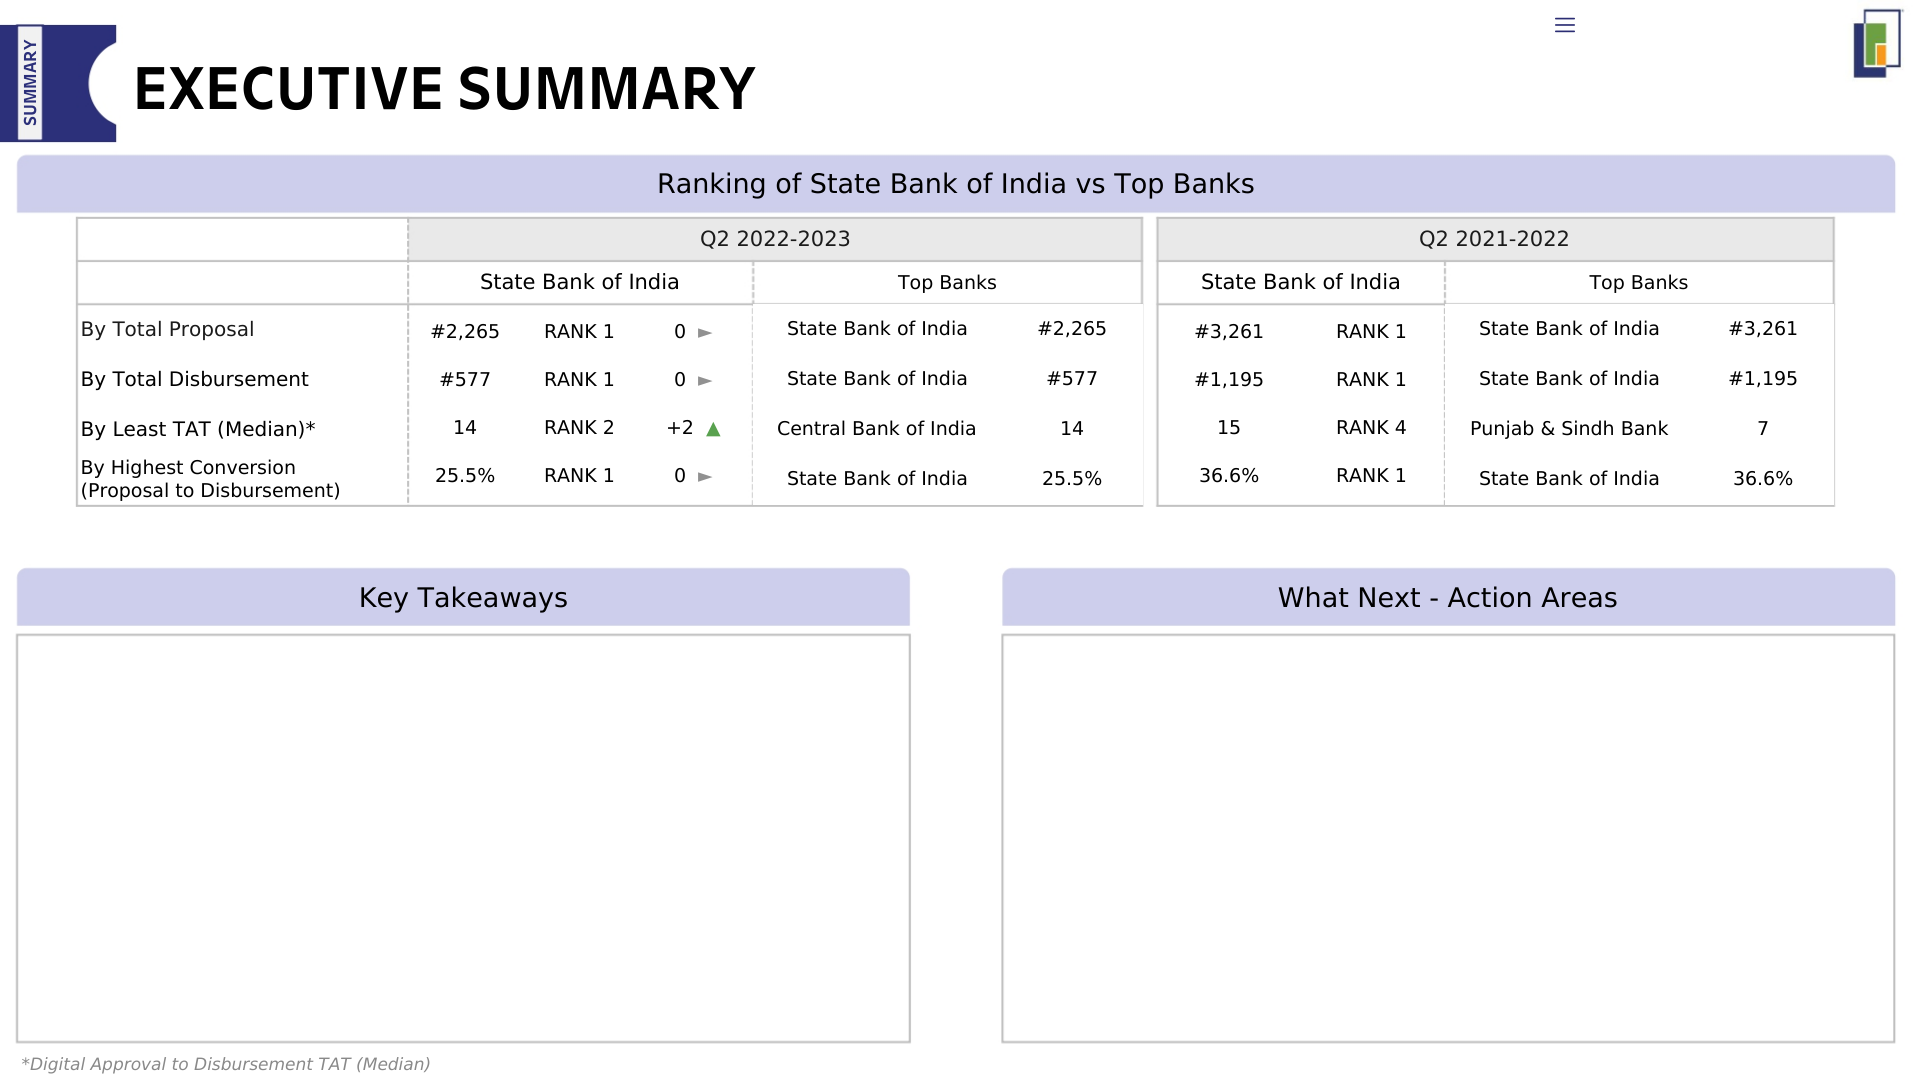 SUMMARY
EXECUTIVE SUMMARY
Ranking of State Bank of India vs Top Banks
Q2 2022-2023 Q2 2021-2022
State Bank of India Top Banks State Bank of India Top Banks
By Total Proposal #2,265 RANK 1 0 ► State Bank of India #2,265 #3,261 RANK 1 State Bank of India #3,261
By Total Disbursement #577 RANK 1 0 ► State Bank of India #577 #1,195 RANK 1 State Bank of India #1,195
By Least TAT (Median)* 14 RANK 2 +2 ▲ Central Bank of India 14 15 RANK 4 Punjab & Sindh Bank 7
By Highest Conversion
(Proposal to Disbursement) 25.5% RANK 1 0 ► State Bank of India 25.5% 36.6% RANK 1 State Bank of India 36.6%
Key Takeaways
What Next - Action Areas
*Digital Approval to Disbursement TAT (Median)